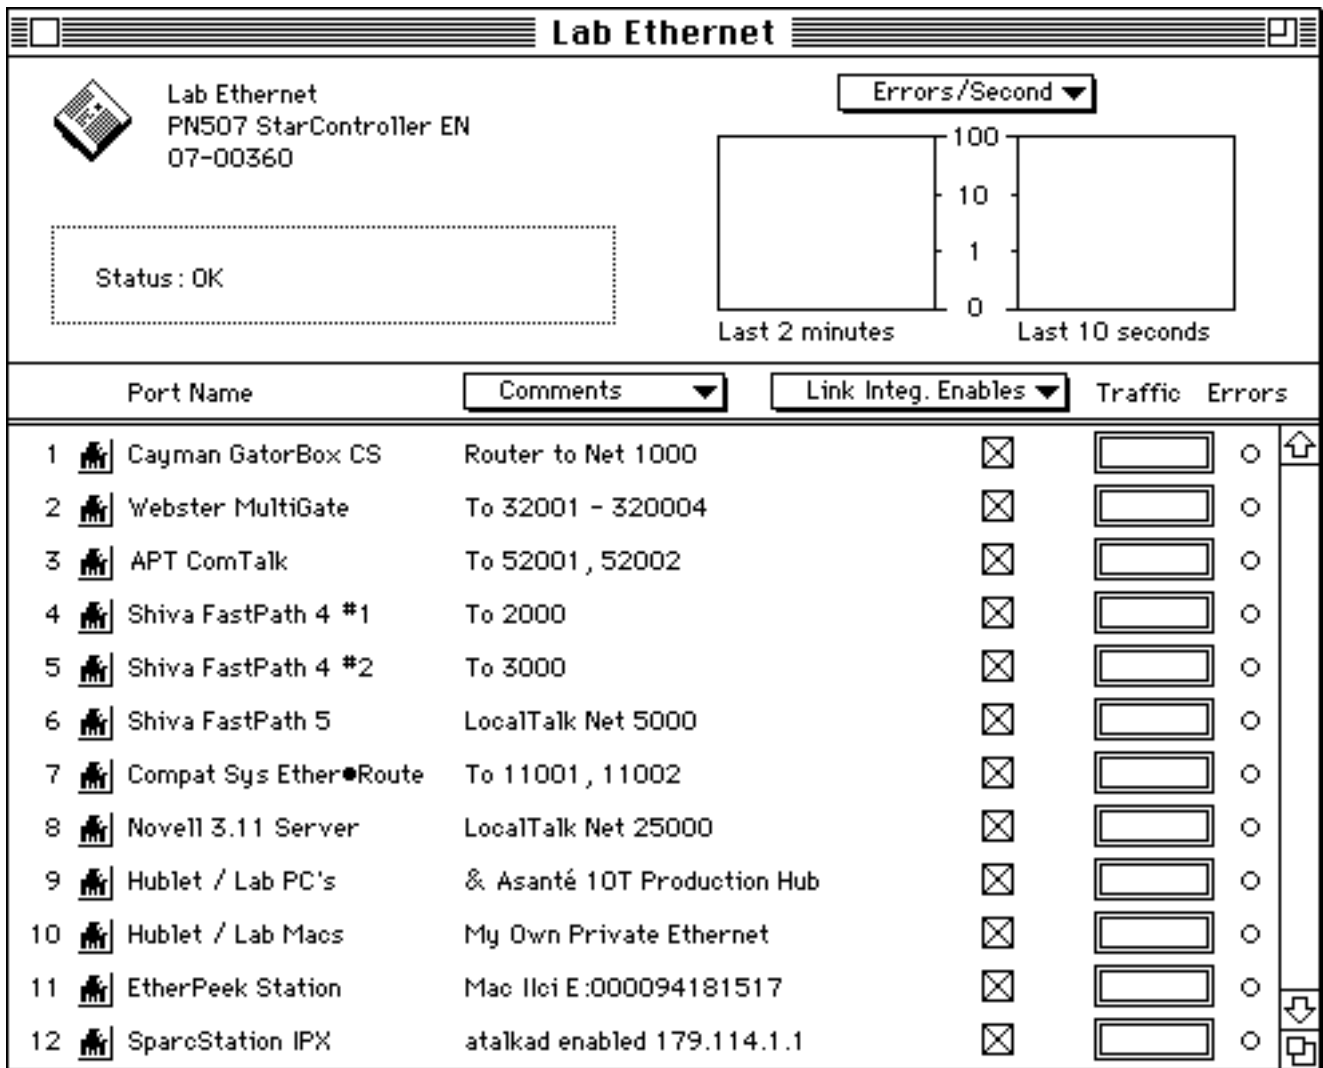 Lab Ethernet
Lab Ethernet
PN507 StarController EN
07-00360
Status: OK
Errors/Second
100
10
1
0
Last 2 minutes Last 10 seconds
Port Name Comments Link Integ. Enables Traffic Errors
1 Cayman GatorBox CS Router to Net 1000
2 Webster MultiGate To 32001 - 320004
3 APT ComTalk To 52001, 52002
4 Shiva FastPath 4 #1 To 2000
5 Shiva FastPath 4 #2 To 3000
6 Shiva FastPath 5 LocalTalk Net 5000
7 Compat Sys Ether●Route To 11001, 11002
8 Novell 3.11 Server LocalTalk Net 25000
9 Hublet / Lab PC's & Asanté 10T Production Hub
10 Hublet / Lab Macs My Own Private Ethernet
11 EtherPeek Station Mac IIci E:000094181517
12 SparcStation IPX atalkad enabled 179.114.1.1